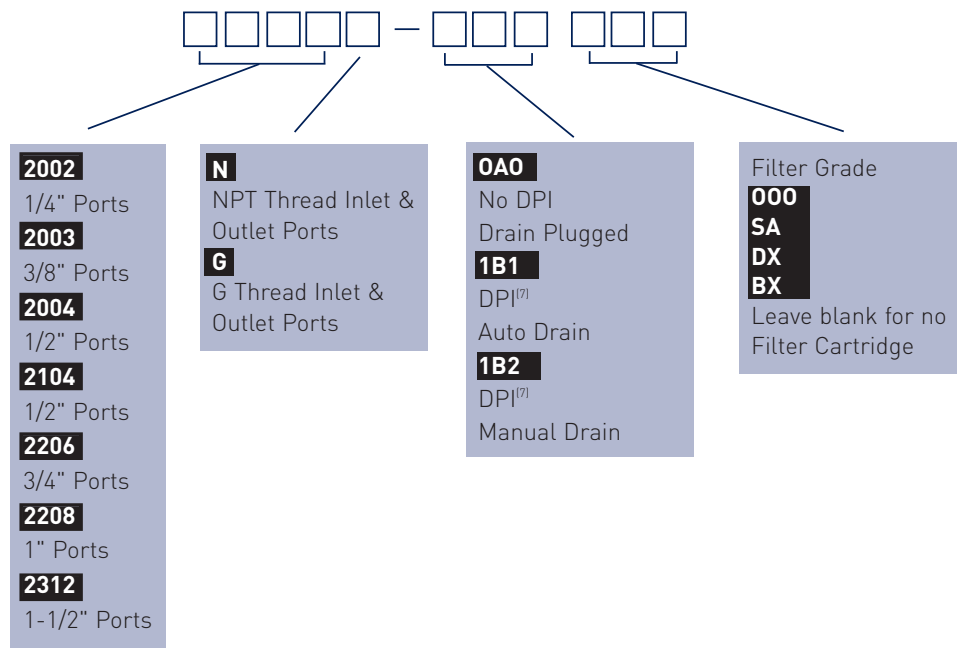 2002
1/4" Ports
2003
3/8" Ports
2004
1/2" Ports
2104
1/2" Ports
2206
3/4" Ports
2208
1" Ports
2312
1-1/2" Ports
N
NPT Thread Inlet &
Outlet Ports
G
G Thread Inlet &
Outlet Ports
OAO
No DPI
Drain Plugged
1B1
DPI[7]
Auto Drain
1B2
DPI[7]
Manual Drain
Filter Grade
OOO
SA
DX
BX
Leave blank for no
Filter Cartridge